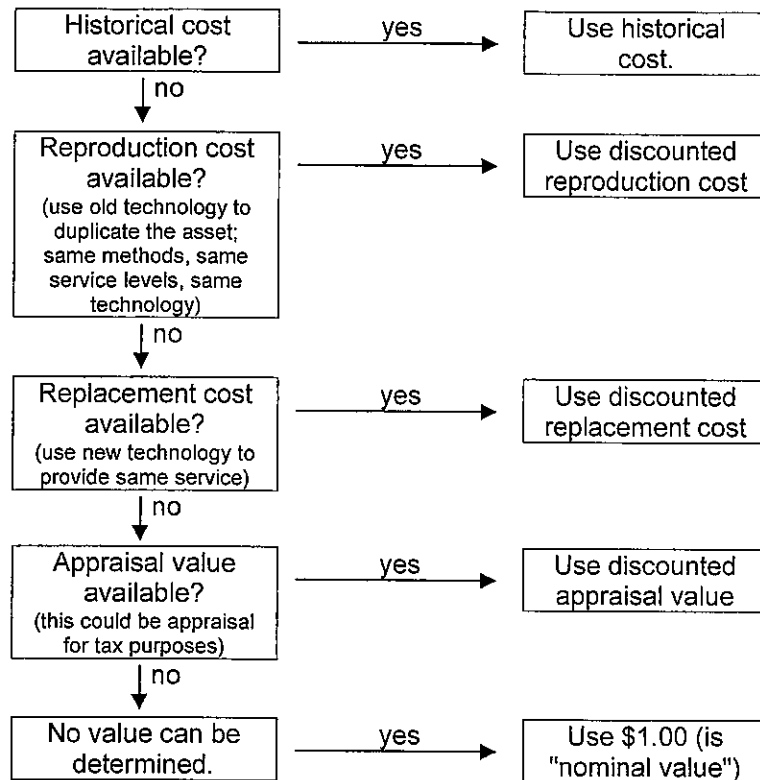 Historical cost
available?
yes
Use historical
cost.
no
Reproduction cost
available?
(use old technology to
duplicate the asset;
same methods, same
service levels, same
technology)
yes
Use discounted
reproduction cost
no
Replacement cost
available?
(use new technology to
provide same service)
yes
Use discounted
replacement cost
no
Appraisal value
available?
(this could be appraisal
for tax purposes)
yes
Use discounted
appraisal value
no
No value can be
determined.
yes
Use $1.00 (is
"nominal value")